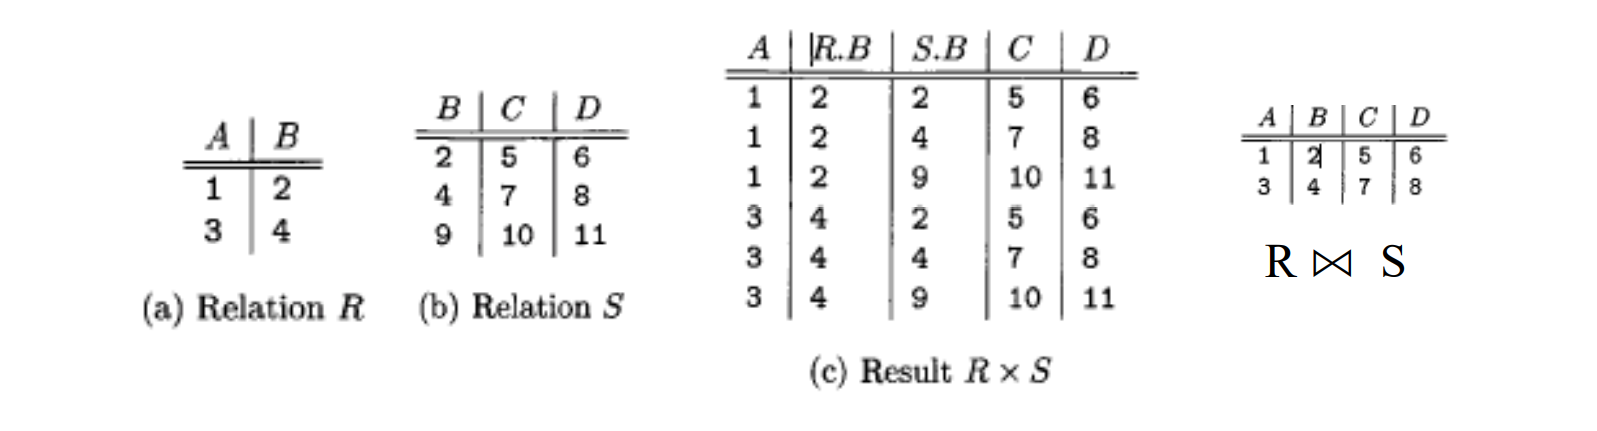 A B
1 2
3 4
(a) Relation R
B C D
2 5 6
4 7 8
9 10 11
(b) Relation S
A R.B S.B C D
1 2 2 5 6
1 2 4 7 8
1 2 9 10 11
3 4 2 5 6
3 4 4 7 8
3 4 9 10 11
(c) Result R × S
A B C D
1 2 5 6
3 4 7 8
R ⋈ S